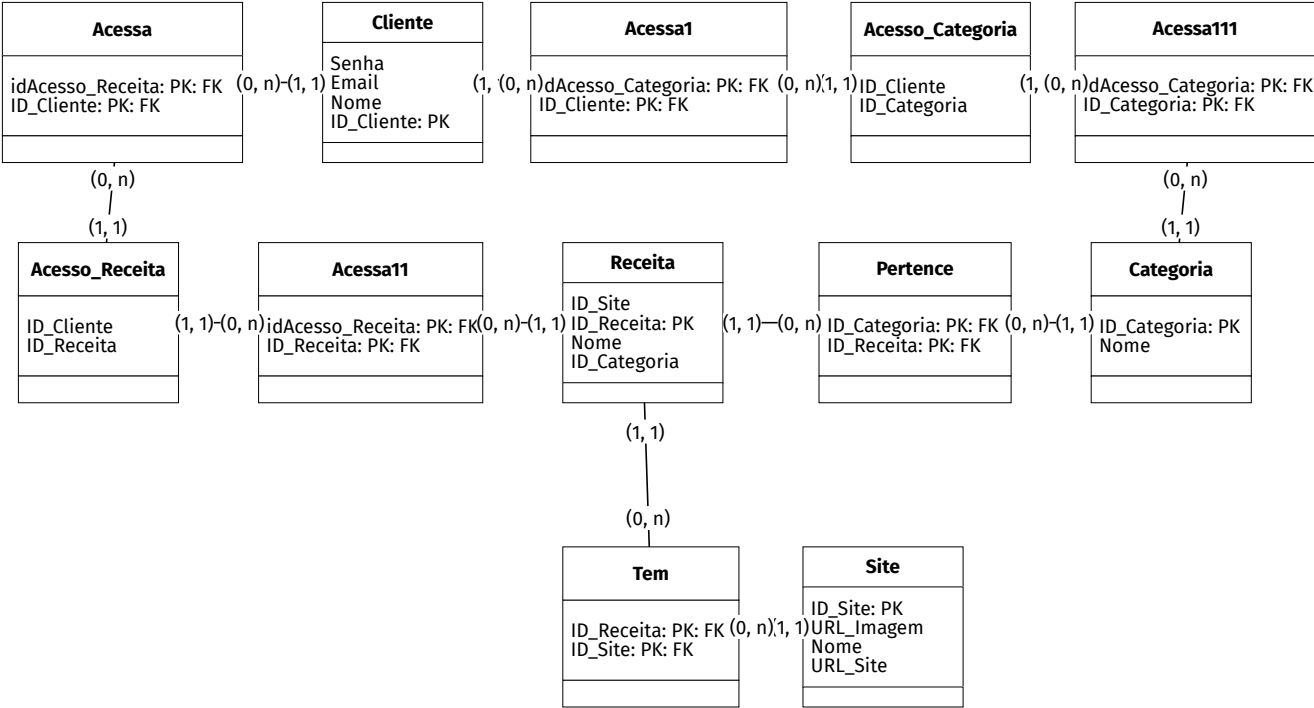 Acessa
idAcesso_Receita: PK: FK
ID_Cliente: PK: FK
(0, n)
(1, 1)
Cliente
Senha
Email
Nome
ID_Cliente: PK
(1,
(0, n)
Acessa1
dAcesso_Categoria: PK: FK
ID_Cliente: PK: FK
(0, n)
1, 1)
Acesso_Categoria
ID_Cliente
ID_Categoria
(1,
(0, n)
Acessa111
dAcesso_Categoria: PK: FK
ID_Categoria: PK: FK
(0, n)
(1, 1)
(0, n)
(1, 1)
Acesso_Receita
ID_Cliente
ID_Receita
(1, 1)
(0, n)
Acessa11
idAcesso_Receita: PK: FK
ID_Receita: PK: FK
(0, n)
(1, 1)
Receita
ID_Site
ID_Receita: PK
Nome
ID_Categoria
(1, 1)
(0, n)
Pertence
ID_Categoria: PK: FK
ID_Receita: PK: FK
(0, n)
(1, 1)
Categoria
ID_Categoria: PK
Nome
(1, 1)
(0, n)
Tem
ID_Receita: PK: FK
ID_Site: PK: FK
(0, n)
1, 1)
Site
ID_Site: PK
URL_Imagem
Nome
URL_Site